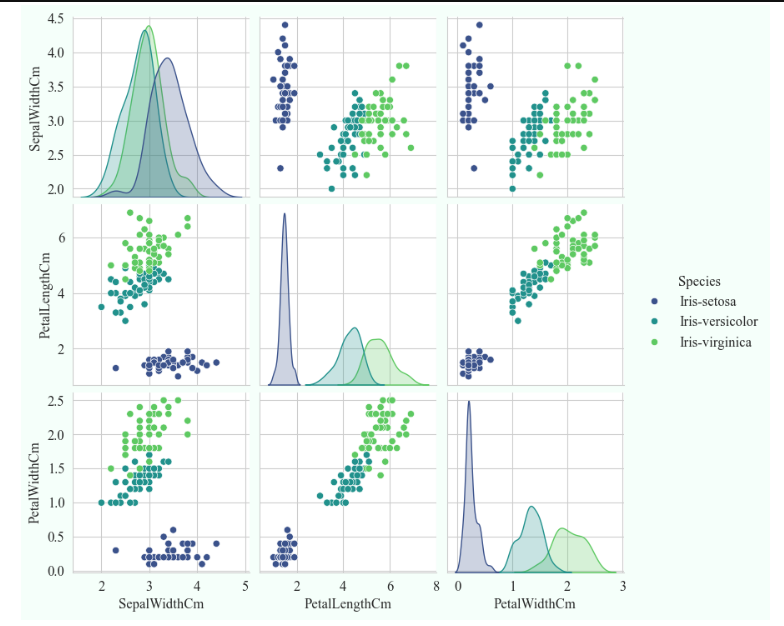 4.5
4.0
3.5
3.0
2.5
2.0
SepalWidthCm
6
4
2
PetalLengthCm
Species
Iris-setosa
Iris-versicolor
Iris-virginica
2.5
2.0
1.5
1.0
0.5
0.0
PetalWidthCm
2 3 4 5
2 4 6 8
0 1 2 3
SepalWidthCm
PetalLengthCm
PetalWidthCm